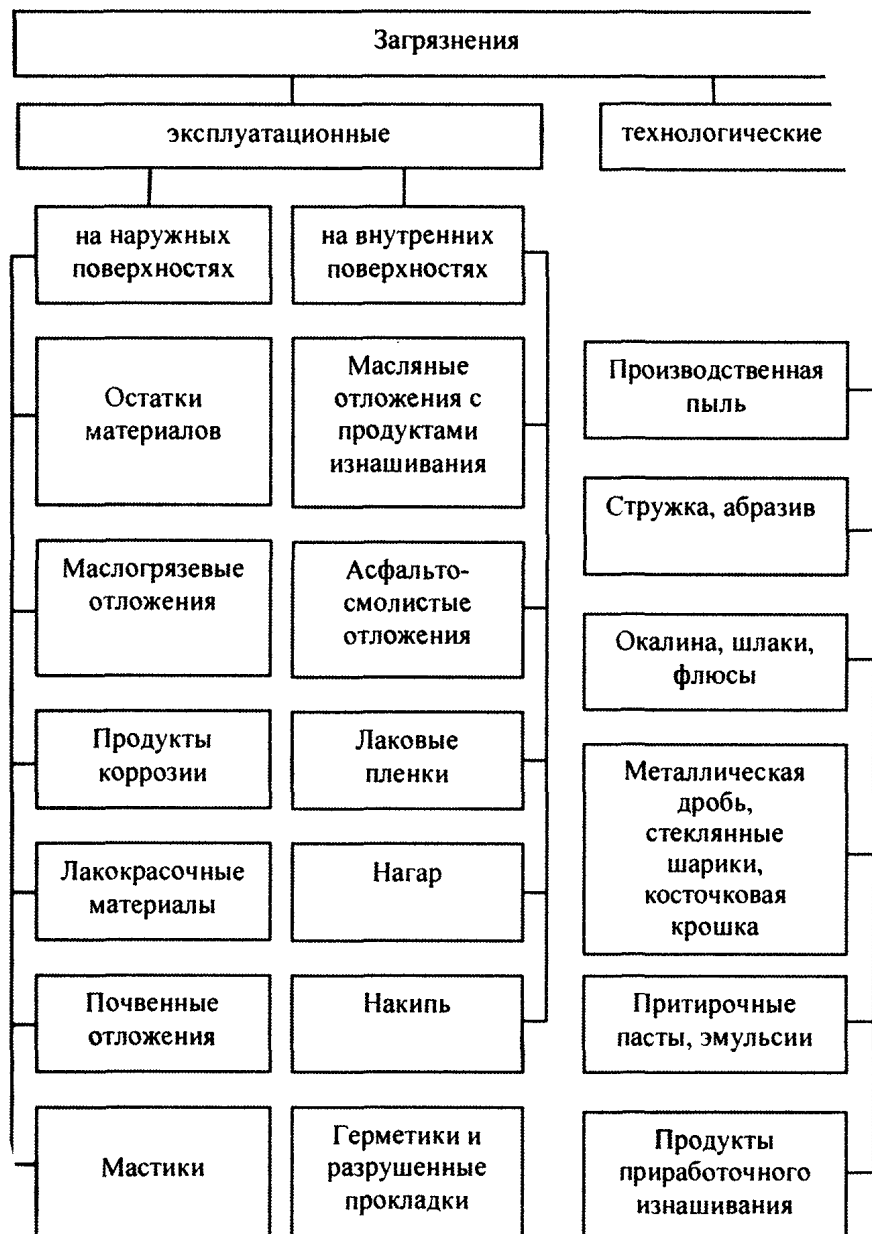 Загрязнения
эксплуатационные
технологические
на наружных
поверхностях
на внутренних
поверхностях
Остатки
материалов
Масляные
отложения с
продуктами
изнашивания
Производственная
пыль
Стружка, абразив
Маслогрязевые
отложения
Асфальто-
смолистые
отложения
Окалина, шлаки,
флюсы
Продукты
коррозии
Лаковые
пленки
Металлическая
дробь,
стеклянные
шарики,
косточковая
крошка
Лакокрасочные
материалы
Нагар
Почвенные
отложения
Накипь
Притирочные
пасты, эмульсии
Мастики
Герметики и
разрушенные
прокладки
Продукты
приработочного
изнашивания